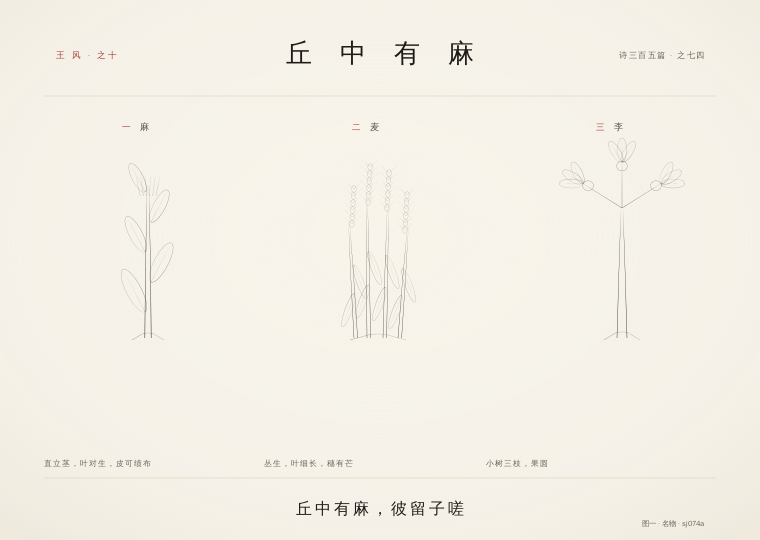 王 风 · 之十
丘 中 有 麻
诗三百五篇 · 之七四
一 麻
二 麦
三 李
直立茎，叶对生，皮可绩布
丛生，叶细长，穗有芒
小树三枝，果圆
丘中有麻，彼留子嗟
图一 · 名物 · sj074a